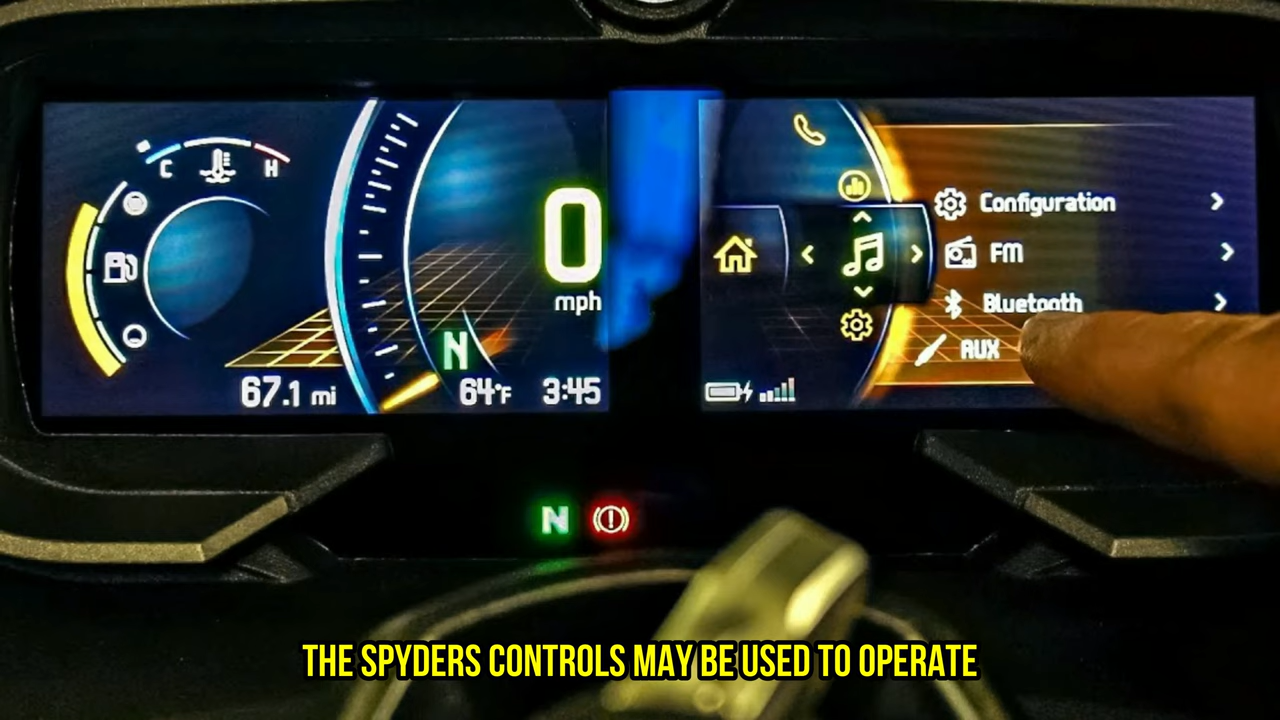 C H
0
mph
N
67.1 mi 64°F 3:45
Configuration
FM
Bluetooth
AUX
N
THE SPYDERS CONTROLS MAY BE USED TO OPERATE